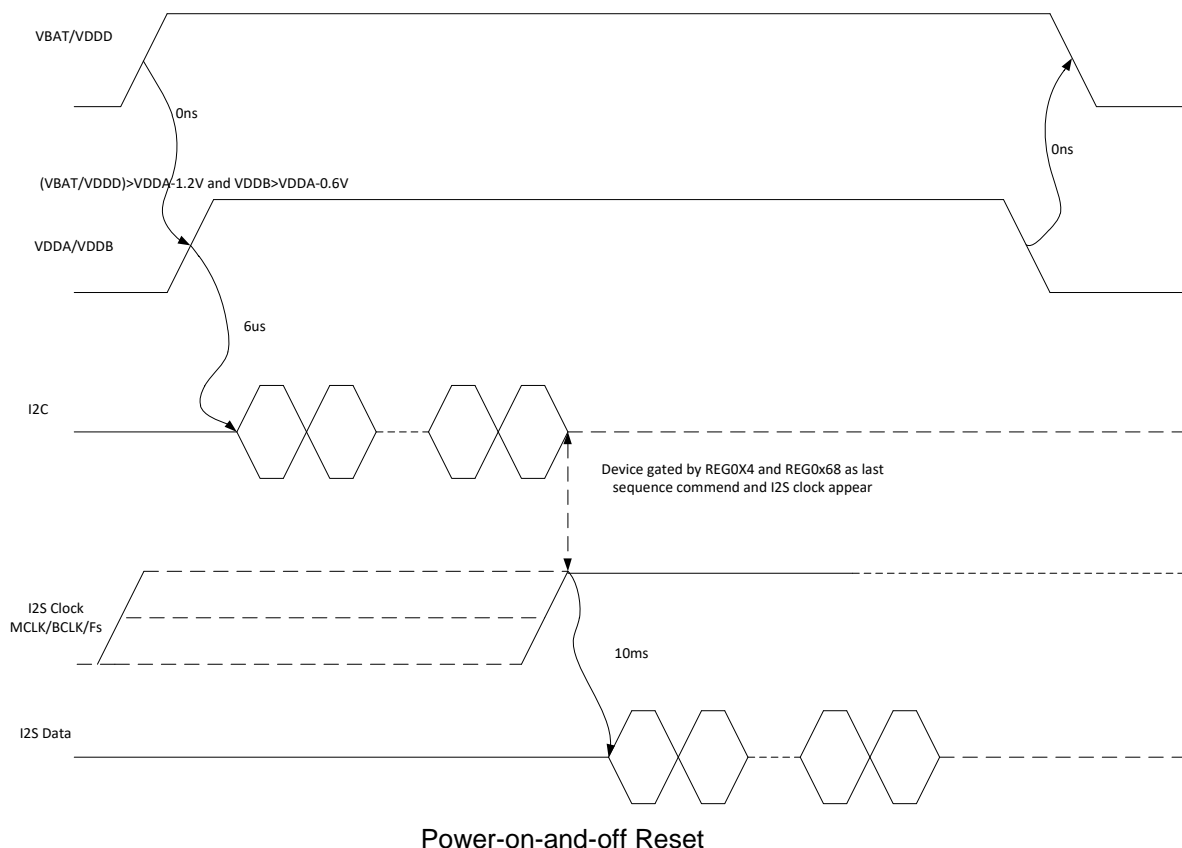 VBAT/VDDD
0ns
0ns
(VBAT/VDDD)>VDDA-1.2V and VDDB>VDDA-0.6V
VDDA/VDDB
6us
I2C
Device gated by REG0X4 and REG0x68 as last
sequence commend and I2S clock appear
I2S Clock
MCLK/BCLK/Fs
10ms
I2S Data
Power-on-and-off Reset